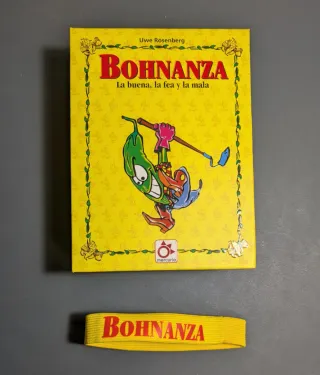 Uwe Rosenberg
BOHNANZA
La buena, la fea y la mala
BOHNANZA